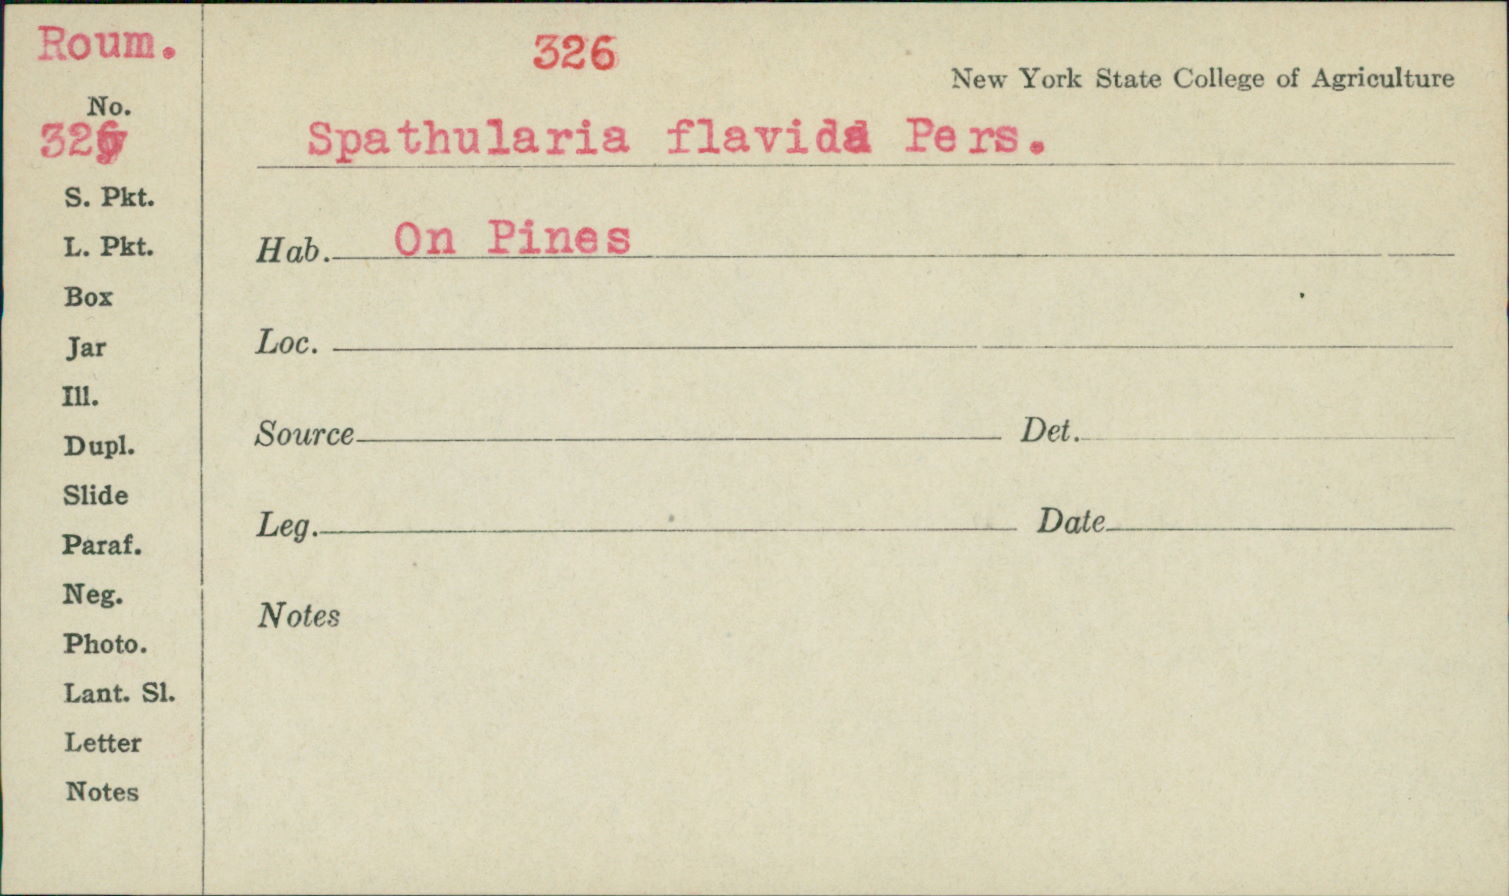 Roum.
326
New York State College of Agriculture
No.
326
Spathularia flavida Pers.
S. Pkt.
L. Pkt.
Hab. On Pines
Box
Jar
Loc.
Ill.
Dupl.
Source Det.
Slide
Leg. Date
Paraf.
Neg.
Notes
Photo.
Lant. Sl.
Letter
Notes